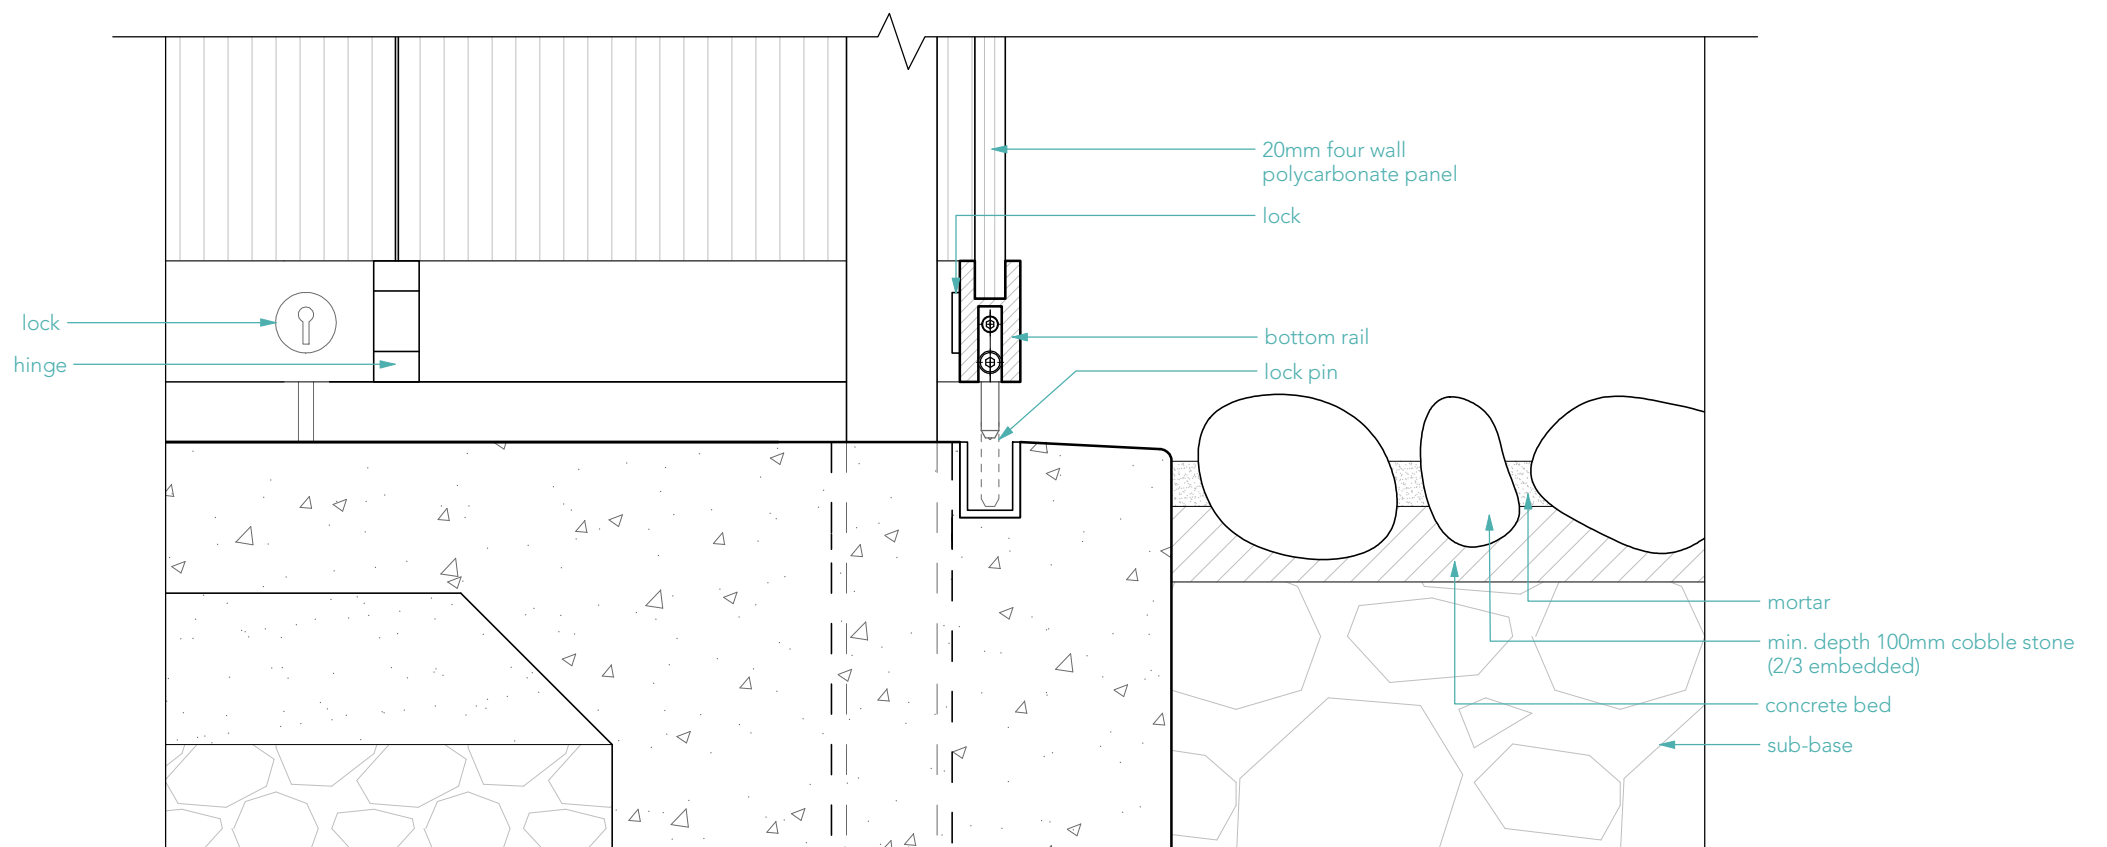 20mm four wall
polycarbonate panel
lock
lock
hinge
bottom rail
lock pin
mortar
min. depth 100mm cobble stone
(2/3 embedded)
concrete bed
sub-base